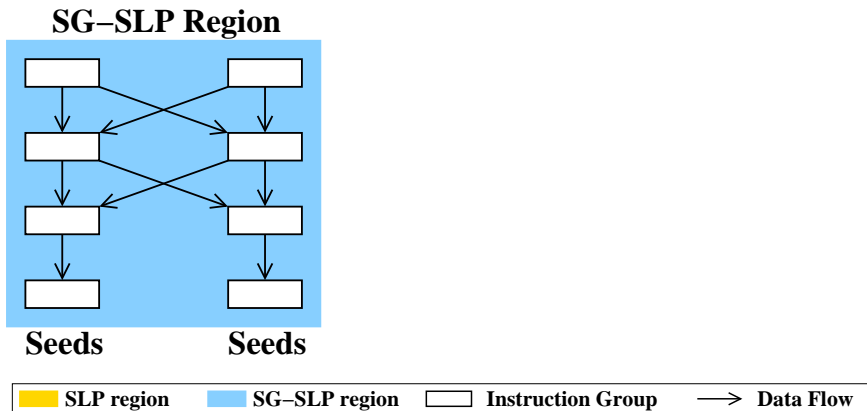 SG–SLP Region
Seeds Seeds
SLP region SG–SLP region Instruction Group Data Flow